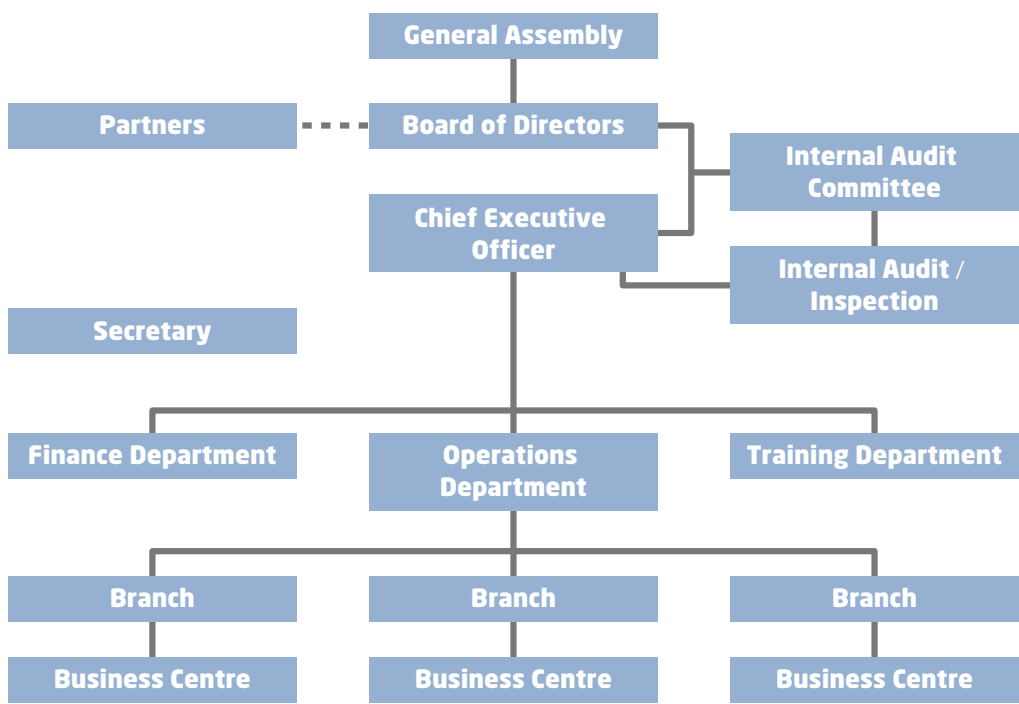 General Assembly
Partners
Board of Directors
Internal Audit
Committee
Chief Executive
Officer
Internal Audit /
Inspection
Secretary
Finance Department
Operations
Department
Training Department
Branch
Branch
Branch
Business Centre
Business Centre
Business Centre